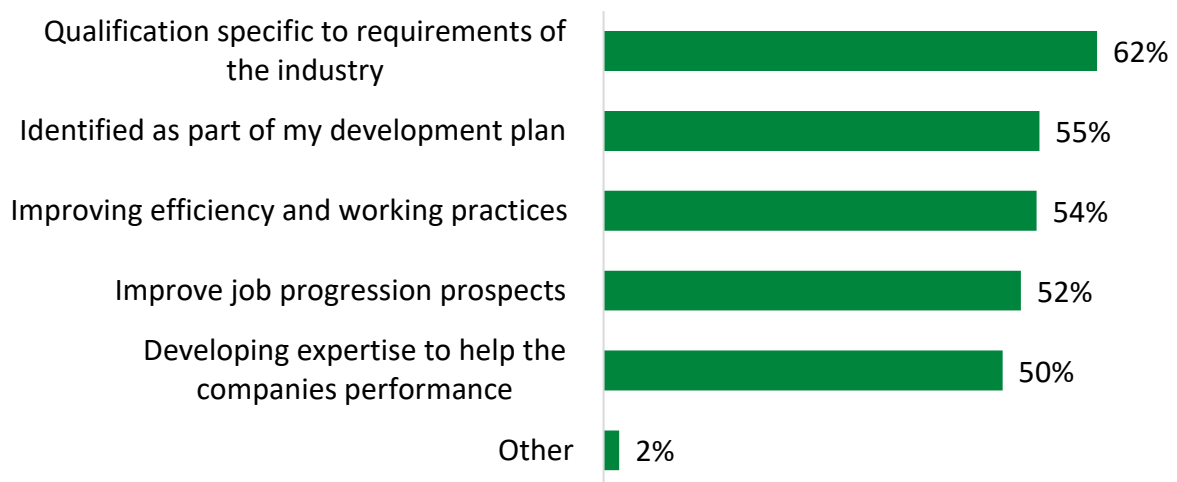 Qualification specific to requirements of
the industry
62%
Identified as part of my development plan
55%
Improving efficiency and working practices
54%
Improve job progression prospects
52%
Developing expertise to help the
companies performance
50%
Other
2%